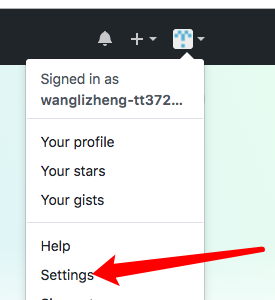 Signed in as
wanglizheng-tt372...
Your profile
Your stars
Your gists
Help
Settings